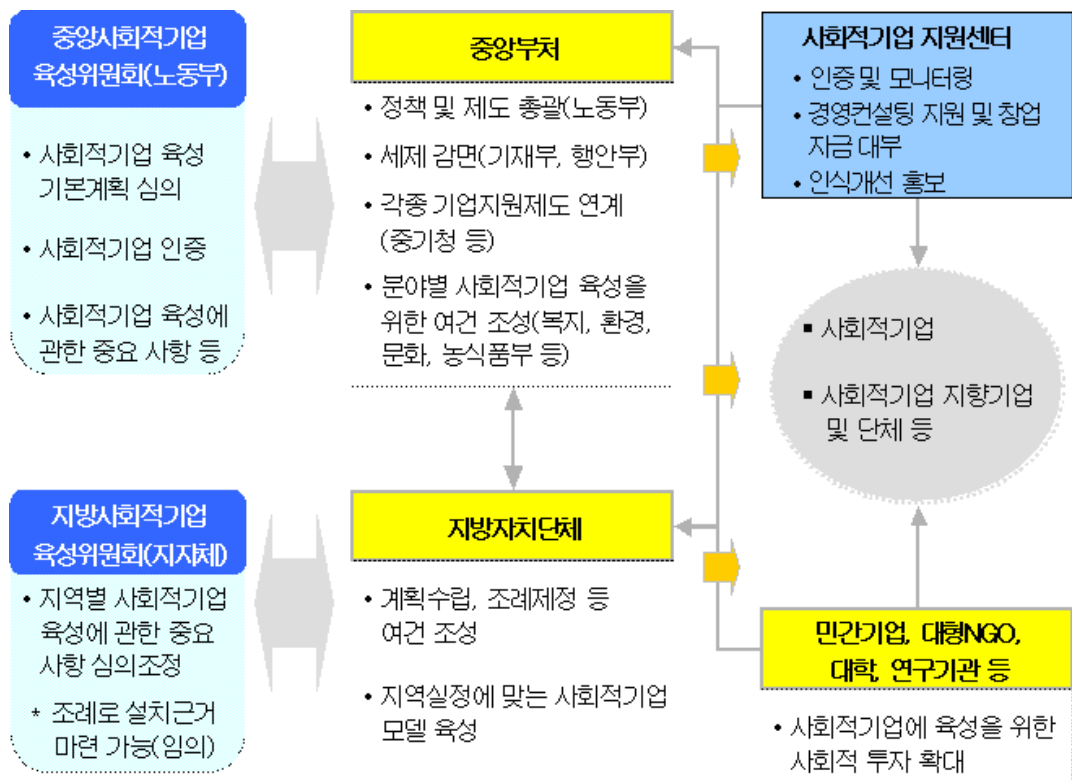 중앙사회적기업
육성위원회(노동부)
• 사회적기업 육성
기본계획 심의
• 사회적기업 인증
• 사회적기업 육성에
관한 중요 사항 등
중앙부처
• 정책 및 제도 총괄(노동부)
• 세제 감면(기재부, 행안부)
• 각종 기업지원제도 연계
(중기청 등)
• 분야별 사회적기업 육성을
위한 여건 조성(복지, 환경,
문화, 농식품부 등)
사회적기업 지원센터
• 인증 및 모니터링
• 경영컨설팅 지원 및 창업
자금 대부
• 인식개선 홍보
▪ 사회적기업
▪ 사회적기업 지향기업
및 단체 등
지방사회적기업
육성위원회(지자체)
• 지역별 사회적기업
육성에 관한 중요
사항 심의조정
* 조례로 설치근거
마련 가능(임의)
지방자치단체
• 계획수립, 조례제정 등
여건 조성
• 지역실정에 맞는 사회적기업
모델 육성
민간기업, 대형NGO,
대학, 연구기관 등
• 사회적기업에 육성을 위한
사회적 투자 확대